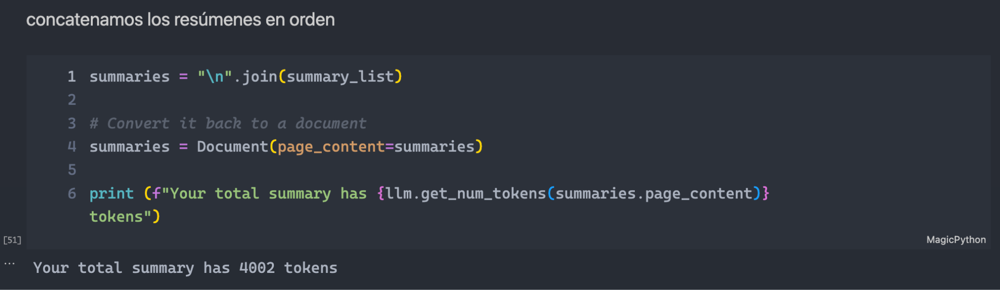 concatenamos los resúmenes en orden
1 summaries = "\n".join(summary_list)
2
3 # Convert it back to a document
4 summaries = Document(page_content=summaries)
5
6 print (f"Your total summary has {llm.get_num_tokens(summaries.page_content)}
tokens")
[51]
MagicPython
... Your total summary has 4002 tokens